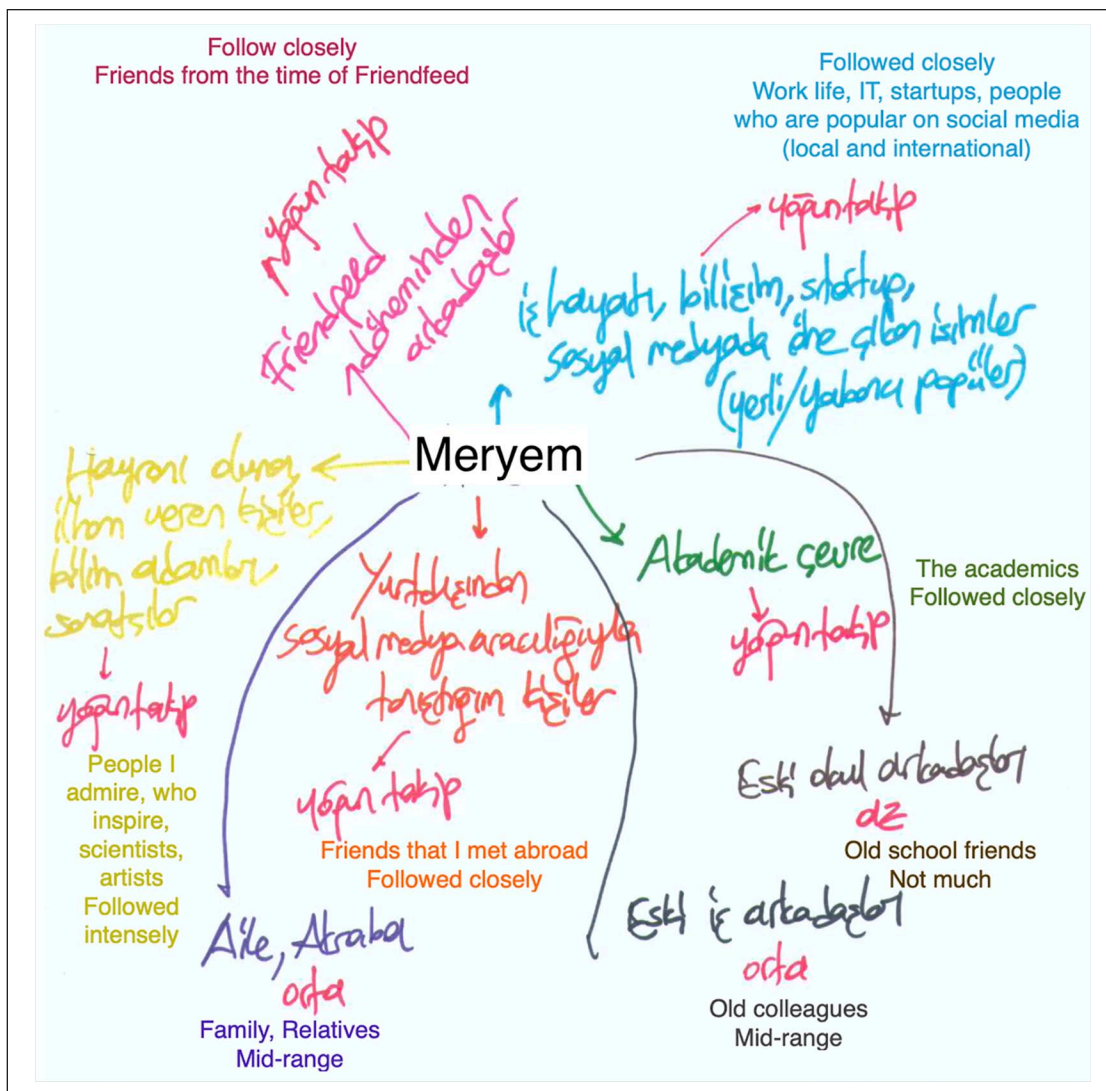 Follow closely
Friends from the time of Friendfeed
Followed closely
Work life, IT, startups, people
who are popular on social media
(local and international)
yoğun takip
Friendfeed
döneminden
arkadaşlar
yoğun takip
iş hayatı, bilişim, startup,
sosyal medyada öne çıkan isimler
(yerli/yabancı popüler)
Meryem
Hayranı olunan,
ilham veren kişiler,
bilim adamları
sanatçılar
yoğun takip
People I
admire, who
inspire,
scientists,
artists
Followed
intensely
Yurtdışından
sosyal medya aracılığıyla
tanıştığım kişiler
yoğun takip
Friends that I met abroad
Followed closely
Akademik çevre
yoğun takip
The academics
Followed closely
Eski okul arkadaşları
az
Old school friends
Not much
Aile, Akraba
orta
Family, Relatives
Mid-range
Eski iş arkadaşları
orta
Old colleagues
Mid-range